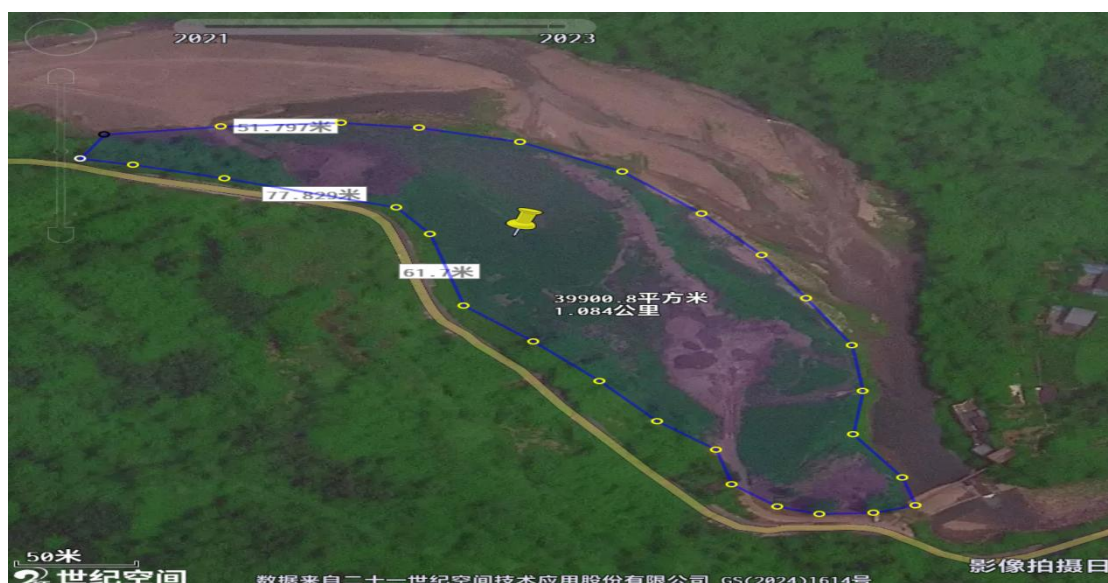 2021
2023
51.797米
77.829米
61.7米
39900.8平方米
1.084公里
50米
世纪空间
数据来自二十一世纪空间技术应用股份有限公司 GS(2024)1614号
影像拍摄日